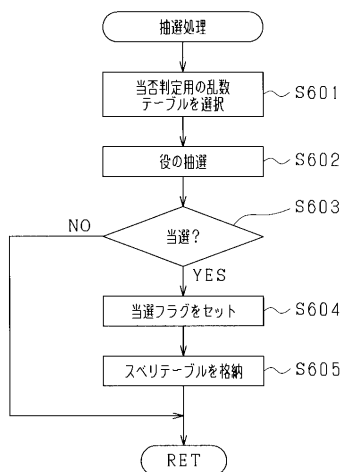 抽選処理
当否判定用の乱数
テーブルを選択
S601
役の抽選
S602
S603
当選？
NO
YES
当選フラグをセット
S604
スベリテーブルを格納
S605
RET